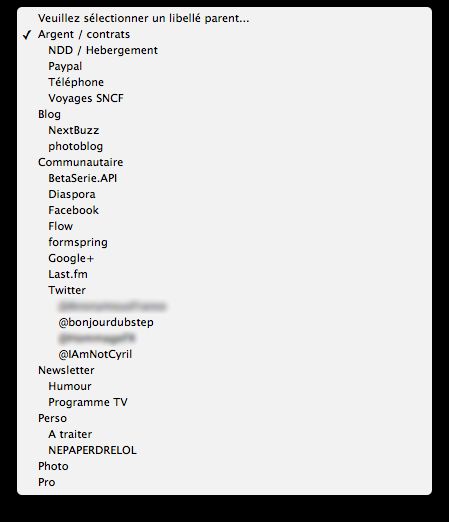 Veuillez sélectionner un libellé parent...
✓ Argent / contrats
NDD / Hebergement
Paypal
Téléphone
Voyages SNCF
Blog
NextBuzz
photoblog
Communautaire
BetaSerie.API
Diaspora
Facebook
Flow
formspring
Google+
Last.fm
Twitter
@bonjourdubstep
@IAmNotCyril
Newsletter
Humour
Programme TV
Perso
A traiter
NEPAPERDRELOL
Photo
Pro